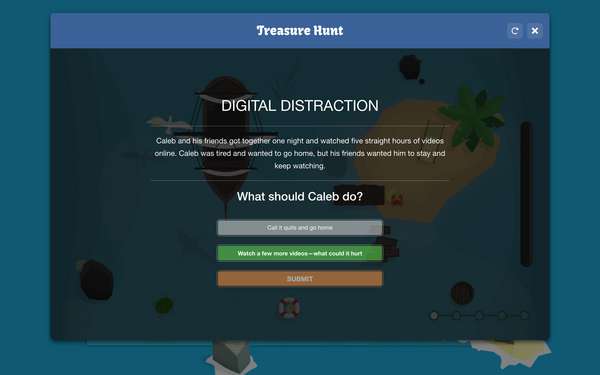 Treasure Hunt
DIGITAL DISTRACTION
Caleb and his friends got together one night and watched five straight hours of videos
online. Caleb was tired and wanted to go home, but his friends wanted him to stay and
keep watching.
What should Caleb do?
Call it quits and go home
Watch a few more videos – what could it hurt
SUBMIT